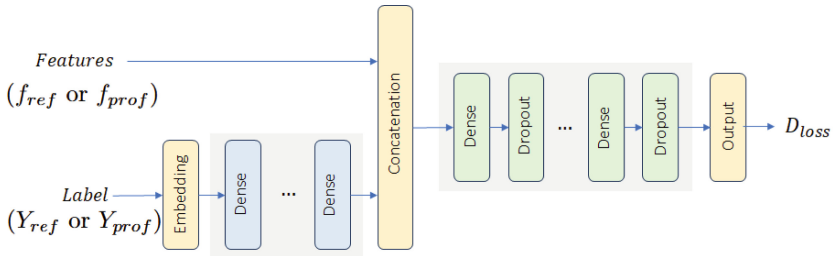 Features
(f_ref or f_prof)
Label
(Y_ref or Y_prof)
Embedding
Dense
...
Dense
Concatenation
Dense
Dropout
...
Dense
Dropout
Output
D_loss